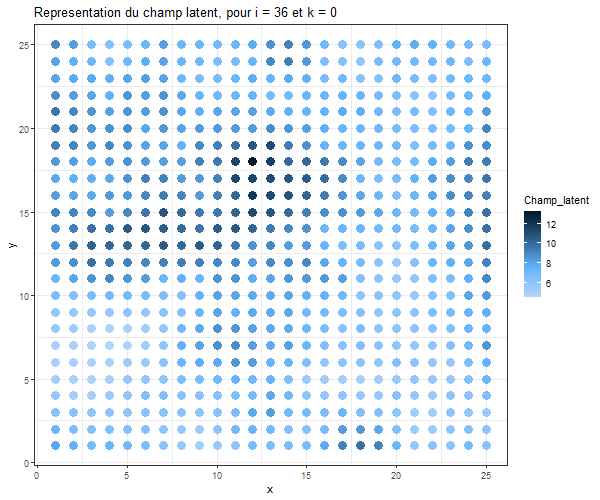 Representation du champ latent, pour i = 36 et k = 0
25
20
15
10
5
0
y
0 5 10 15 20 25
x
Champ_latent
12
10
8
6